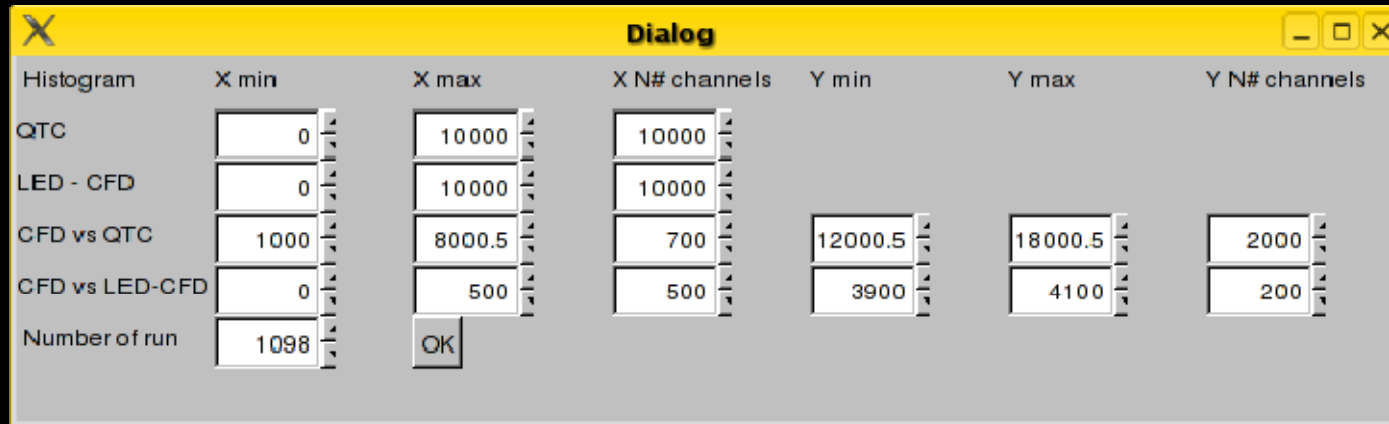 Dialog
Histogram X min X max X N# channels Y min Y max Y N# channels
QTC 0 10000 10000
LED - CFD 0 10000 10000
CFD vs QTC 1000 8000.5 700 12000.5 18000.5 2000
CFD vs LED-CFD 0 500 500 3900 4100 200
Number of run 1098 OK